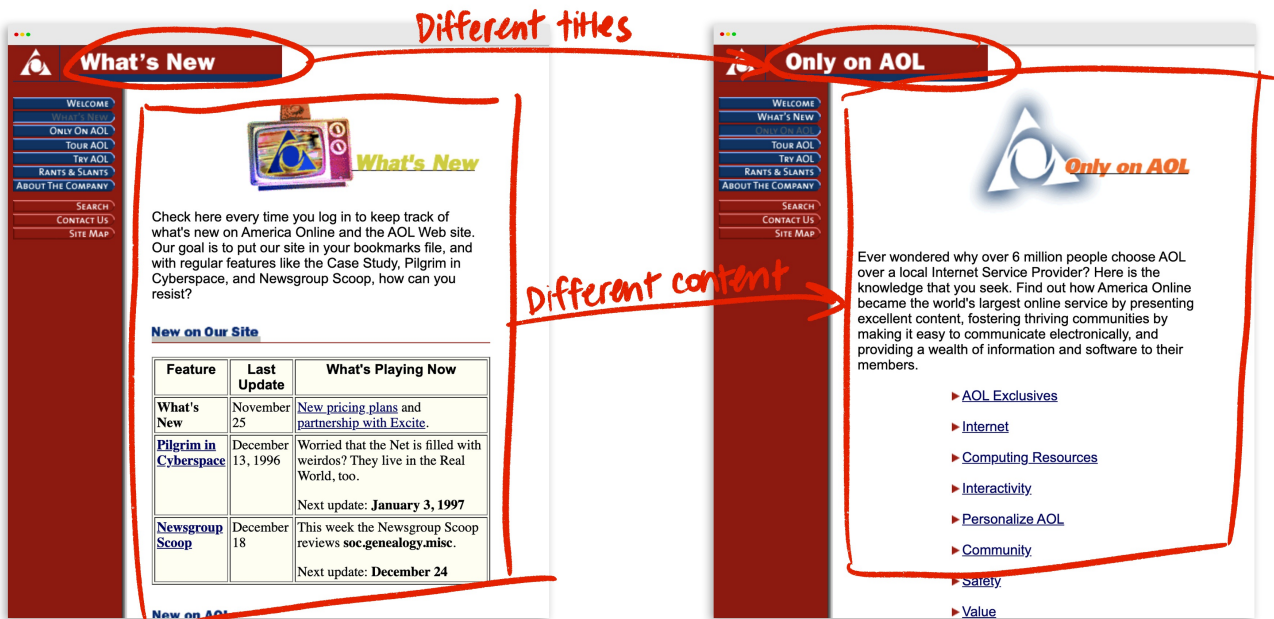 Different titles
What's New
WELCOME
WHAT'S NEW
ONLY ON AOL
TOUR AOL
TRY AOL
RANTS & SLANTS
ABOUT THE COMPANY
SEARCH
CONTACT US
SITE MAP
What's New
Check here every time you log in to keep track of
what's new on America Online and the AOL Web site.
Our goal is to put our site in your bookmarks file, and
with regular features like the Case Study, Pilgrim in
Cyberspace, and Newsgroup Scoop, how can you
resist?
New on Our Site
Feature Last What's Playing Now
Update
What's November New pricing plans and
New 25 partnership with Excite.
Pilgrim in December Worried that the Net is filled with
Cyberspace 13, 1996 weirdos? They live in the Real
World, too.
Next update: January 3, 1997
Newsgroup December This week the Newsgroup Scoop
Scoop 18 reviews soc.genealogy.misc.
Next update: December 24
New on AOL
Different content
Only on AOL
WELCOME
WHAT'S NEW
ONLY ON AOL
TOUR AOL
TRY AOL
RANTS & SLANTS
ABOUT THE COMPANY
SEARCH
CONTACT US
SITE MAP
Only on AOL
Ever wondered why over 6 million people choose AOL
over a local Internet Service Provider? Here is the
knowledge that you seek. Find out how America Online
became the world's largest online service by presenting
excellent content, fostering thriving communities by
making it easy to communicate electronically, and
providing a wealth of information and software to their
members.
AOL Exclusives
Internet
Computing Resources
Interactivity
Personalize AOL
Community
Safety
Value